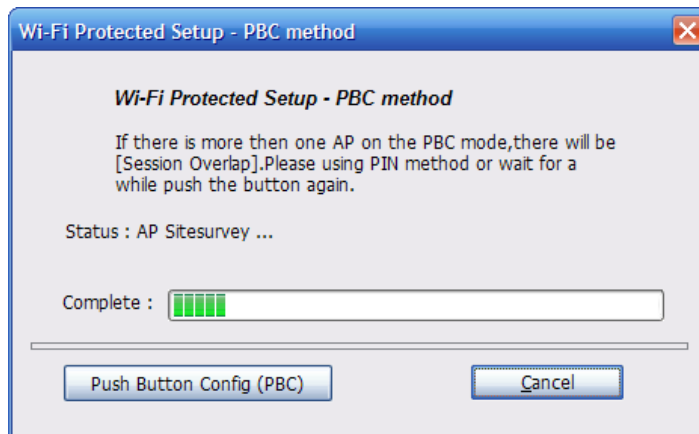 Wi-Fi Protected Setup - PBC method
Wi-Fi Protected Setup - PBC method
If there is more then one AP on the PBC mode,there will be
[Session Overlap].Please using PIN method or wait for a
while push the button again.
Status : AP Sitesurvey ...
Complete :
Push Button Config (PBC)
Cancel